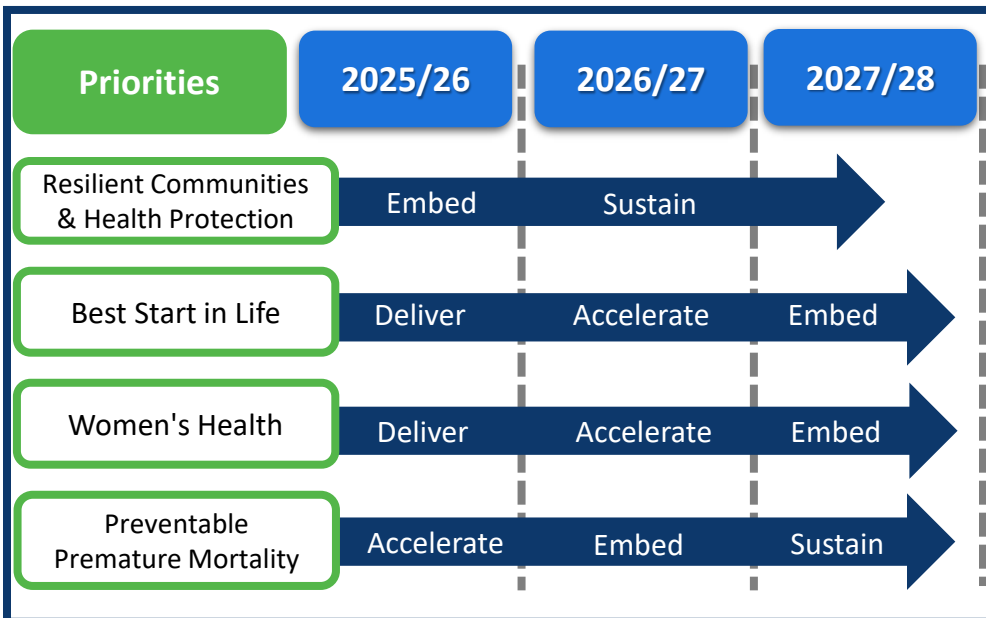 Priorities 2025/26 2026/27 2027/28
Resilient Communities
& Health Protection
Embed Sustain
Best Start in Life Deliver Accelerate Embed
Women's Health Deliver Accelerate Embed
Preventable
Premature Mortality
Accelerate Embed Sustain